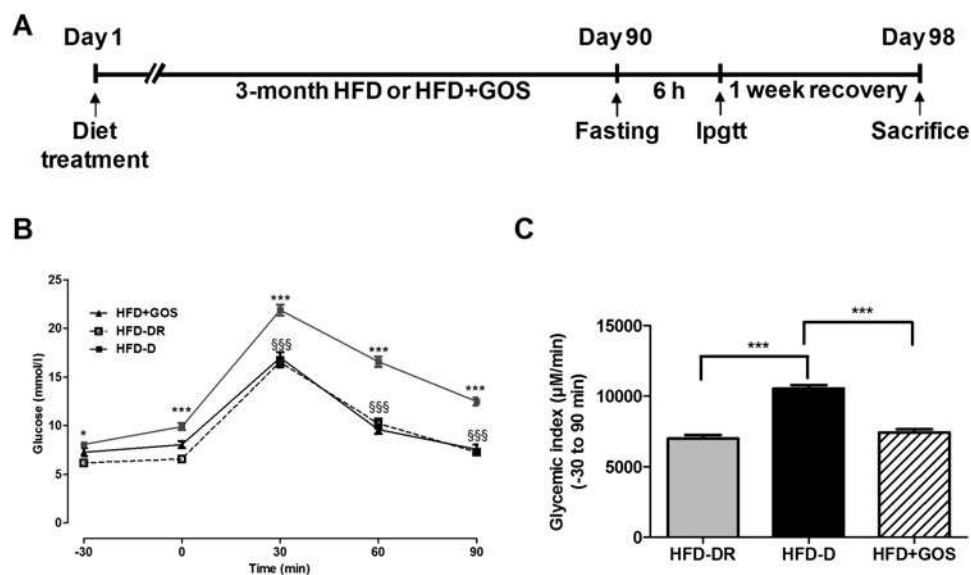 A
Day 1
Day 90
Day 98
3-month HFD or HFD+GOS
6 h
1 week recovery
Diet
treatment
Fasting
Ipgtt
Sacrifice
B
Glucose (mmol/l)
25
20
15
10
5
0
HFD+GOS
HFD-DR
HFD-D
*
***
***
***
***
§§§
§§§
§§§
-30
0
30
60
90
Time (min)
C
Glycemic index (µM/min)
(-30 to 90 min)
15000
10000
5000
0
***
***
HFD-DR
HFD-D
HFD+GOS